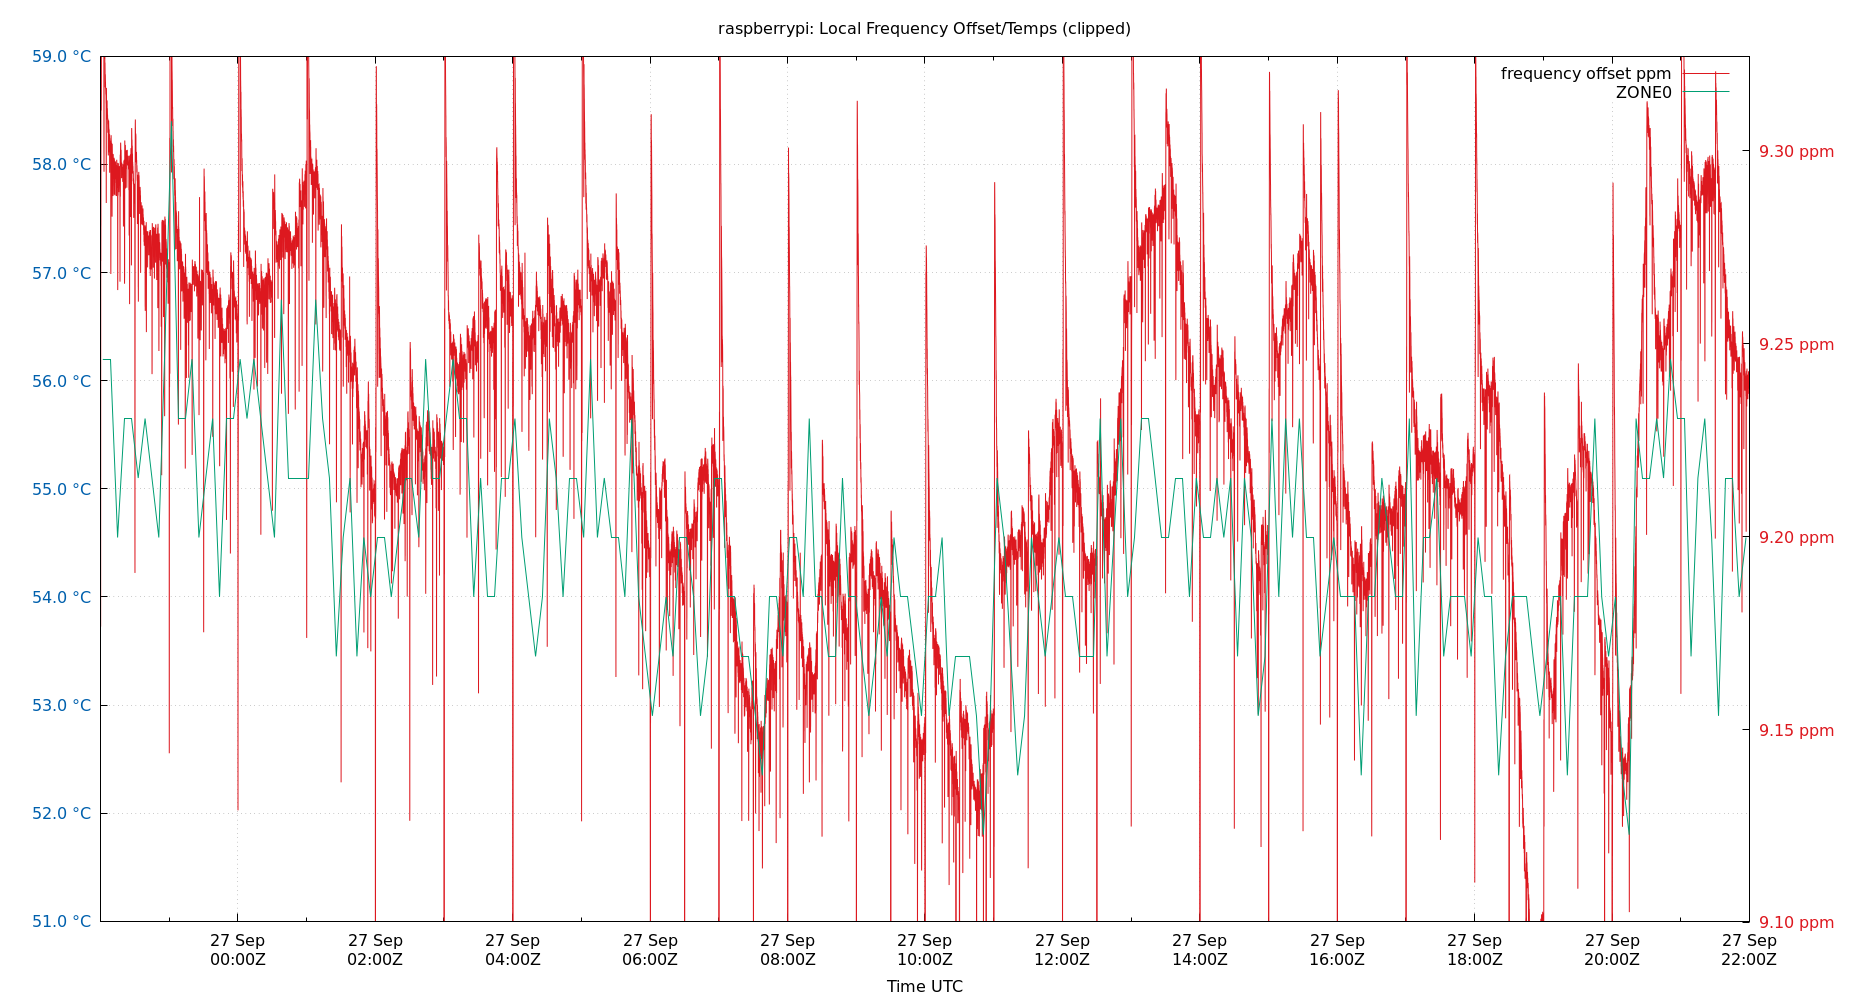 raspberrypi: Local Frequency Offset/Temps (clipped)
frequency offset ppm
ZONE0
59.0 °C
58.0 °C
57.0 °C
56.0 °C
55.0 °C
54.0 °C
53.0 °C
52.0 °C
51.0 °C
9.30 ppm
9.25 ppm
9.20 ppm
9.15 ppm
9.10 ppm
27 Sep
00:00Z
27 Sep
02:00Z
27 Sep
04:00Z
27 Sep
06:00Z
27 Sep
08:00Z
27 Sep
10:00Z
27 Sep
12:00Z
27 Sep
14:00Z
27 Sep
16:00Z
27 Sep
18:00Z
27 Sep
20:00Z
27 Sep
22:00Z
Time UTC